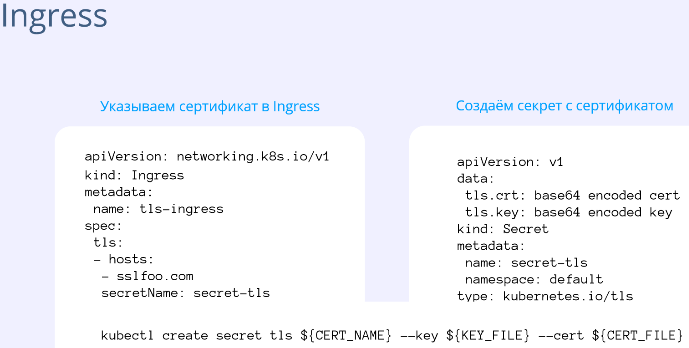 Ingress
Указываем сертификат в Ingress
apiVersion: networking.k8s.io/v1
kind: Ingress
metadata:
 name: tls-ingress
spec:
 tls:
 - hosts:
  - sslfoo.com
  secretName: secret-tls
Создаём секрет с сертификатом
apiVersion: v1
data:
 tls.crt: base64 encoded cert
 tls.key: base64 encoded key
kind: Secret
metadata:
 name: secret-tls
 namespace: default
type: kubernetes.io/tls
kubectl create secret tls ${CERT_NAME} --key ${KEY_FILE} --cert ${CERT_FILE}